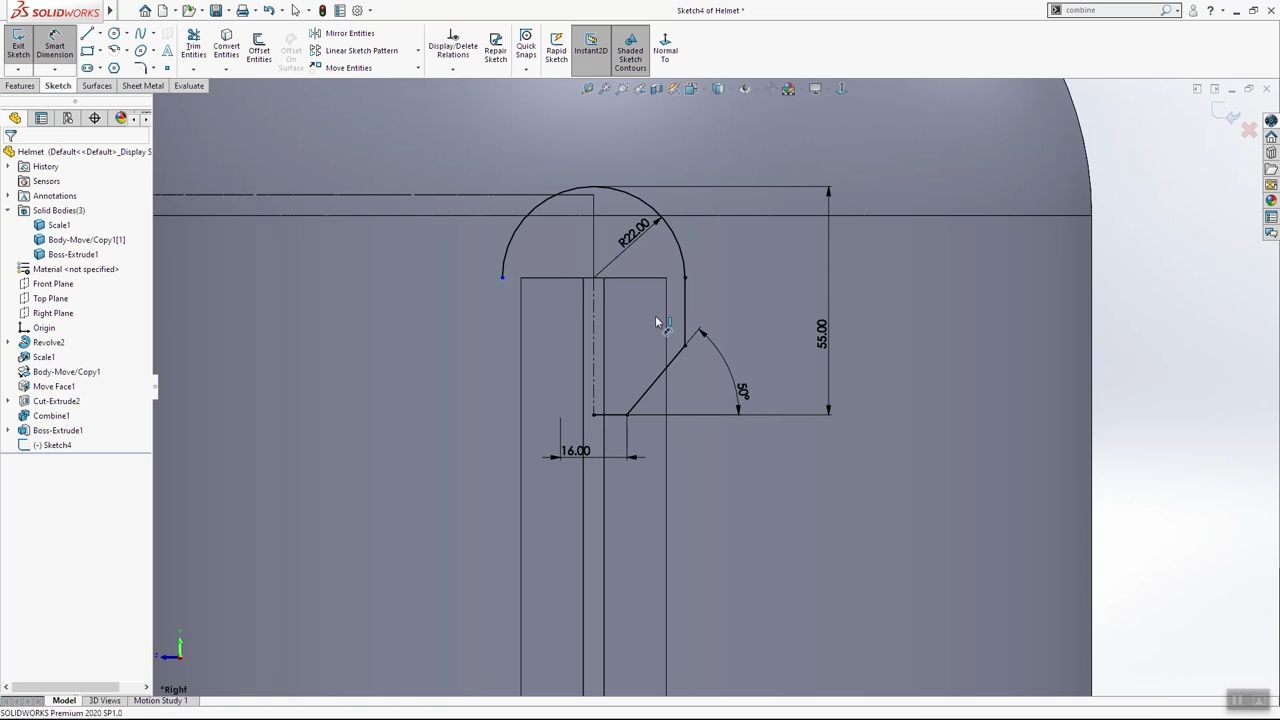 SOLIDWORKS
Sketch4 of Helmet *
combine
Exit Sketch
Smart Dimension
Trim Entities
Convert Entities
Offset Entities
Offset On Surface
Mirror Entities
Linear Sketch Pattern
Move Entities
Display/Delete Relations
Repair Sketch
Quick Snaps
Rapid Sketch
Instant2D
Shaded Sketch Contours
Normal To
Features
Sketch
Surfaces
Sheet Metal
Evaluate
Helmet (Default<<Default>_Display S
History
Sensors
Annotations
Solid Bodies(3)
Scale1
Body-Move/Copy1[1]
Boss-Extrude1
Material <not specified>
Front Plane
Top Plane
Right Plane
Origin
Revolve2
Scale1
Body-Move/Copy1
Move Face1
Cut-Extrude2
Combine1
Boss-Extrude1
(-) Sketch4
R22.00
55.00
50°
16.00
Y
Z
*Right
Model
3D Views
Motion Study 1
SOLIDWORKS Premium 2020 SP1.0